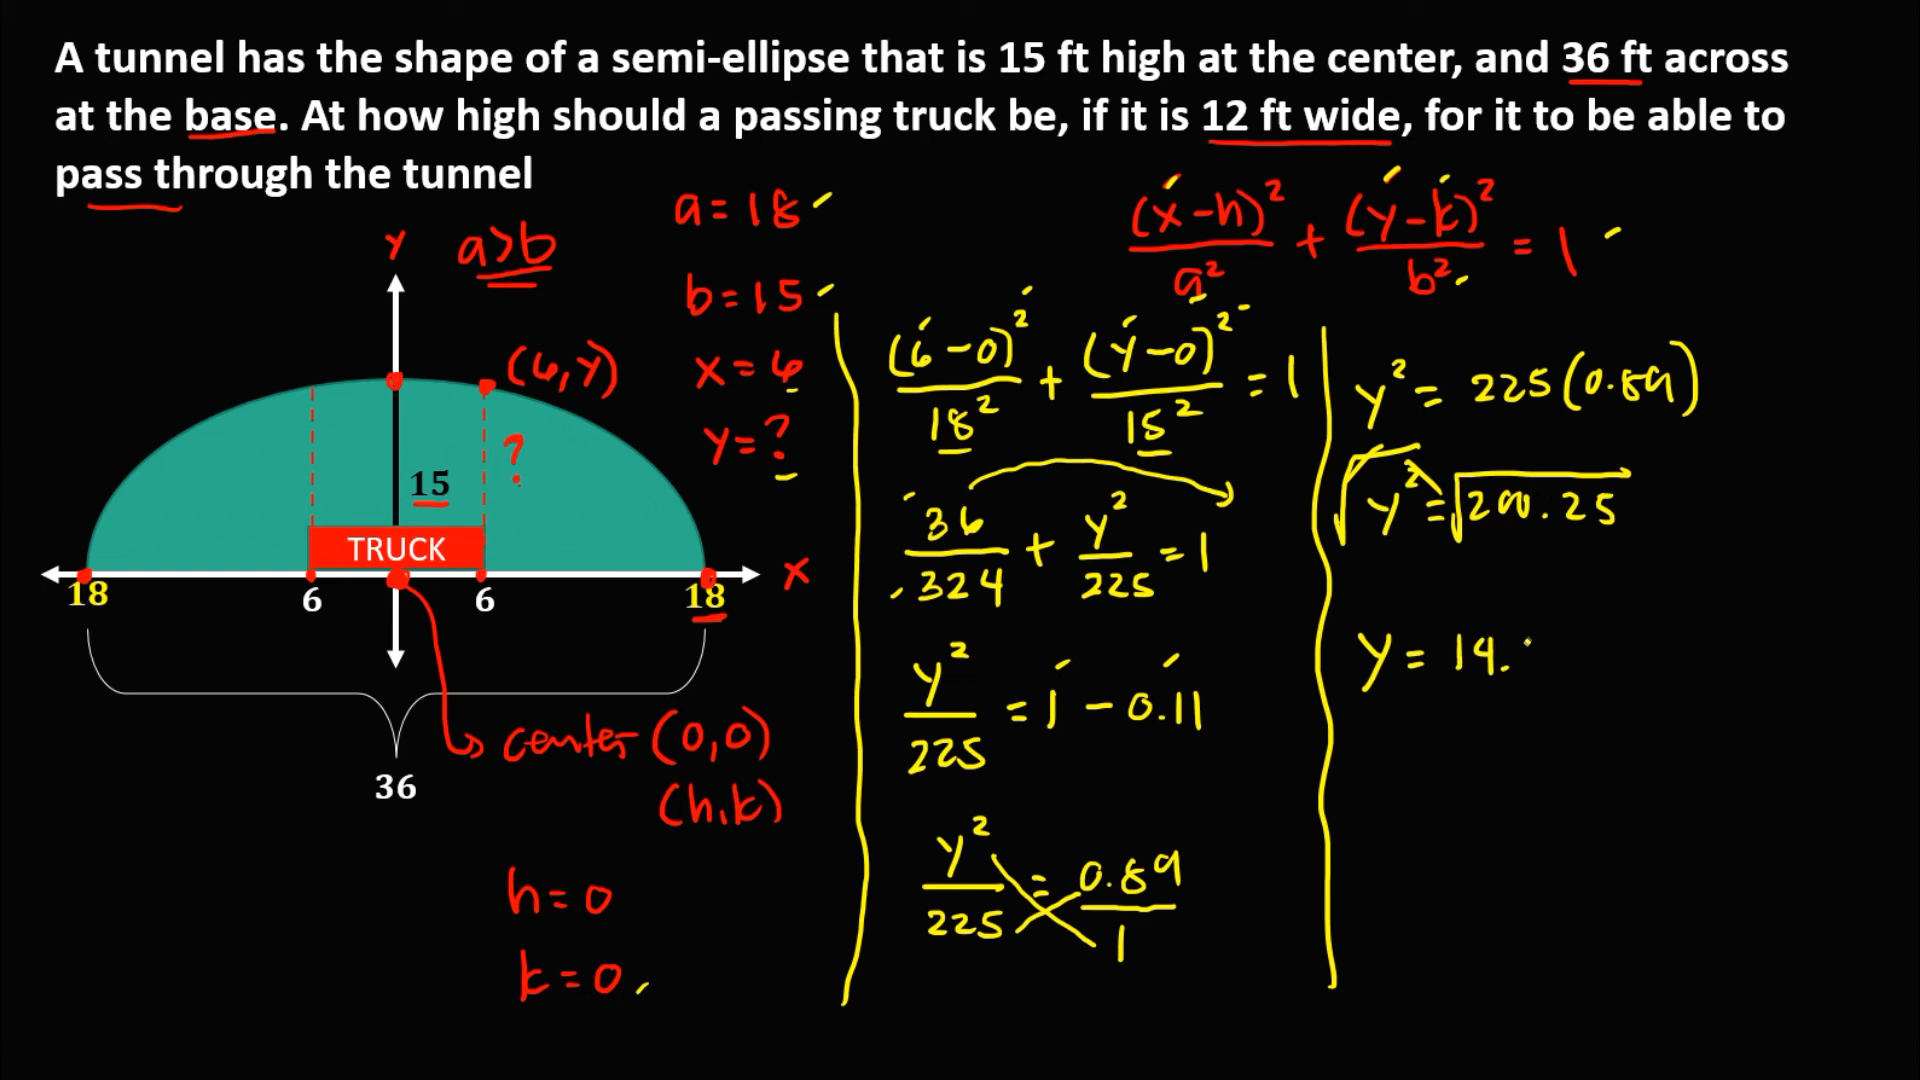 A tunnel has the shape of a semi-ellipse that is 15 ft high at the center, and 36 ft across
at the base. At how high should a passing truck be, if it is 12 ft wide, for it to be able to
pass through the tunnel
Y
a>b
(6,Y)
15
?
TRUCK
X
18
6
6
18
36
center (0,0)
(h,k)
h=0
k=0
a=18
b=15
x=6
Y=?
(x-h)²/a² + (y-k)²/b² = 1
(6-0)²/18² + (y-0)²/15² = 1
36/324 + y²/225 = 1
y²/225 = 1 - 0.11
y²/225 = 0.89/1
y² = 225(0.89)
√y² = √200.25
y = 14.